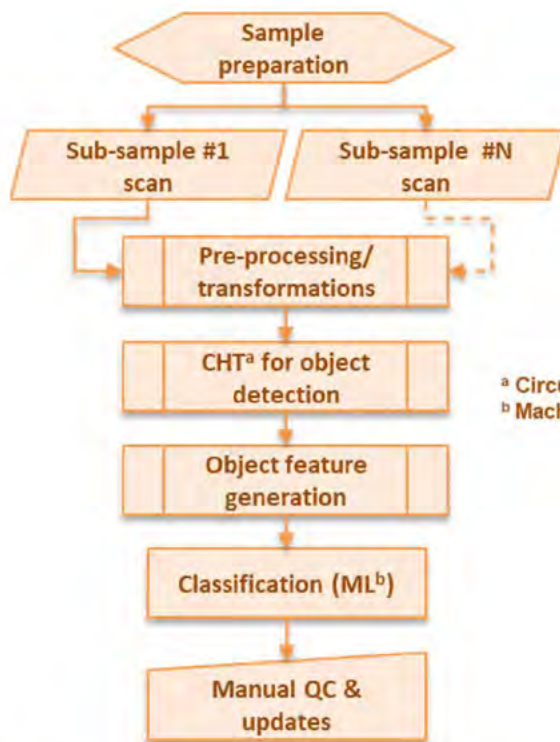 Sample
preparation
Sub-sample #1
scan
Sub-sample #N
scan
Pre-processing/
transformations
CHTᵃ for object
detection
ᵃ Circ
ᵇ Mach
Object feature
generation
Classification (MLᵇ)
Manual QC &
updates